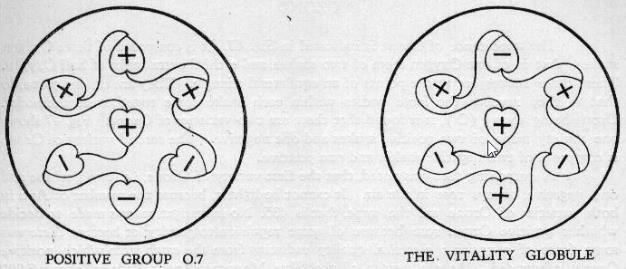 + −
× × × ×
+ +
− − − −
− +
POSITIVE GROUP O.7 THE VITALITY GLOBULE